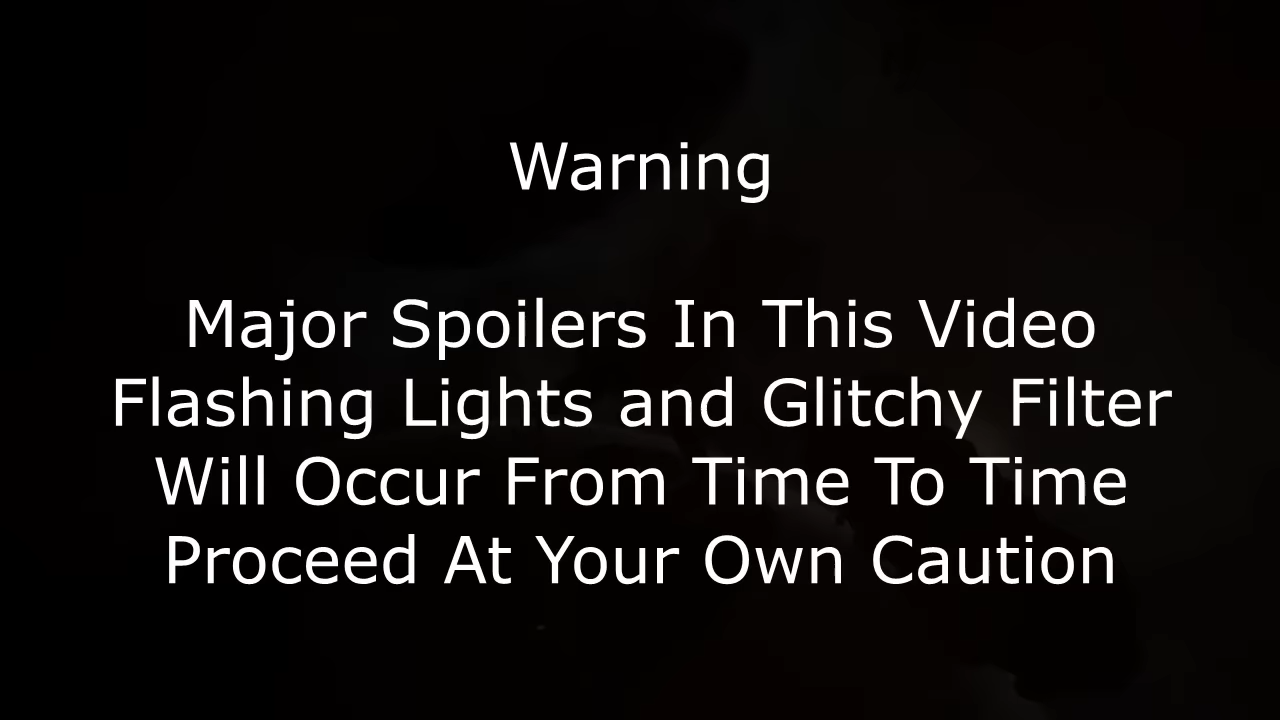 Warning
Major Spoilers In This Video
Flashing Lights and Glitchy Filter
Will Occur From Time To Time
Proceed At Your Own Caution